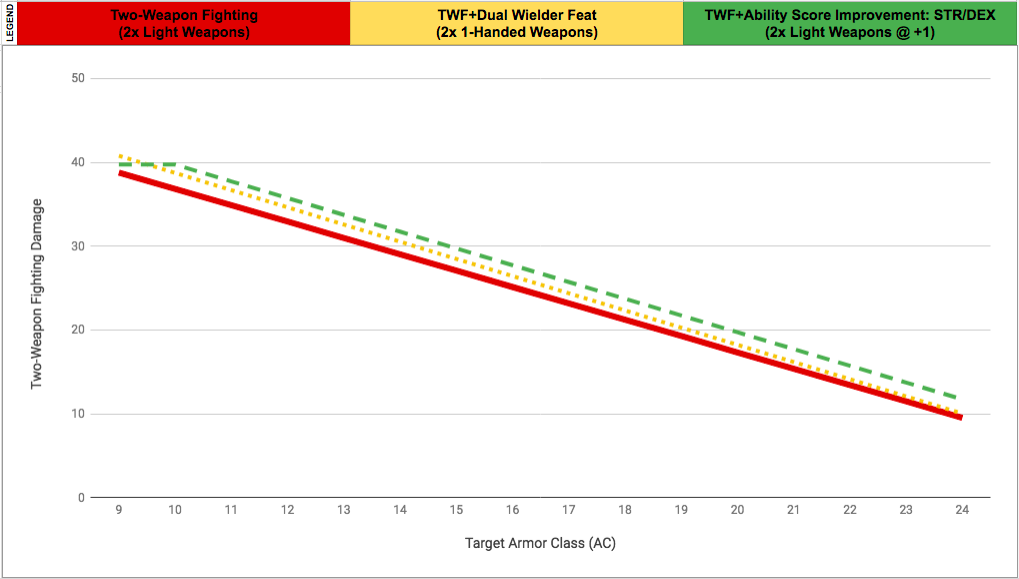 LEGEND
Two-Weapon Fighting
(2x Light Weapons)
TWF+Dual Wielder Feat
(2x 1-Handed Weapons)
TWF+Ability Score Improvement: STR/DEX
(2x Light Weapons @ +1)
50
40
30
20
10
0
Two-Weapon Fighting Damage
9 10 11 12 13 14 15 16 17 18 19 20 21 22 23 24
Target Armor Class (AC)